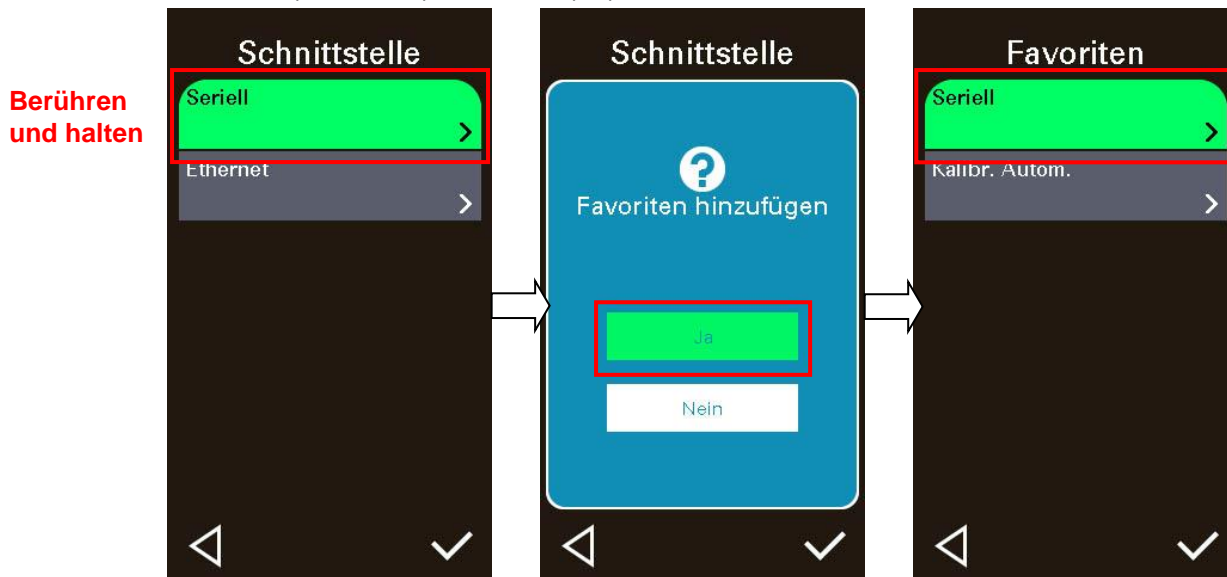 Berühren
und halten
Schnittstelle
Seriell
Ethernet
Schnittstelle
Favoriten hinzufügen
Ja
Nein
Favoriten
Seriell
Kalibr. Autom.